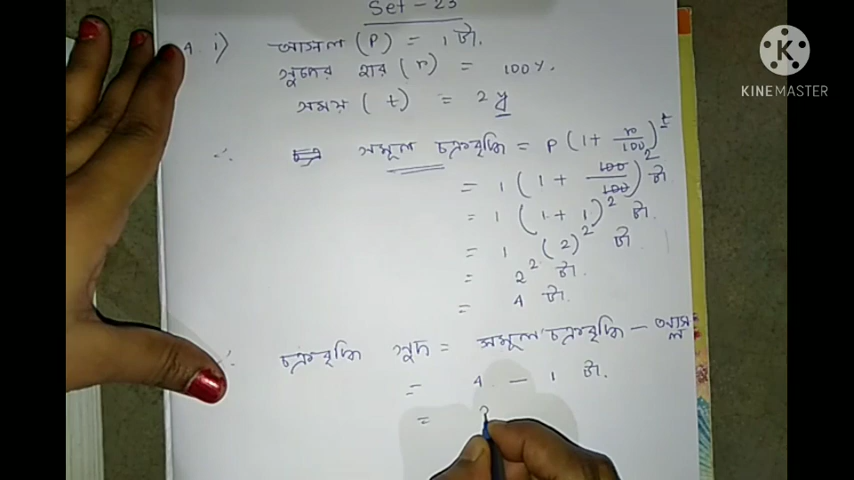 Set - 23
A. i) আসল (P) = 1 টা.
সুদের হার (r) = 100%.
সময় (t) = 2 y
∴ ⇒ সমূল চক্রবৃদ্ধি = P (1 + r/100)^t
= 1 (1 + 100/100)^2 টা
= 1 (1 + 1)^2 টা.
= 1 (2)^2 টা.
= 2^2 টা.
= 4 টা.
∴ চক্রবৃদ্ধি সুদ = সমূল চক্রবৃদ্ধি - আসল
= 4 - 1 টা.
=
KINEMASTER